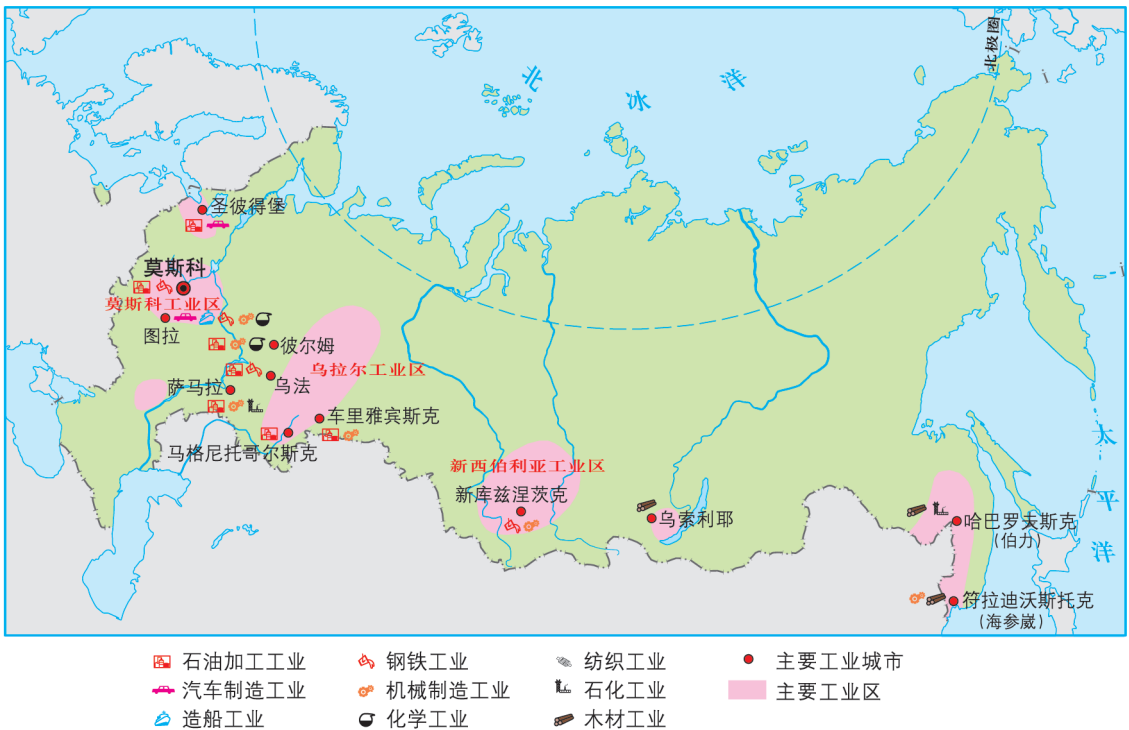 北极圈
北 冰 洋
圣彼得堡
莫斯科
莫斯科工业区
图拉
彼尔姆
乌拉尔工业区
乌法
萨马拉
车里雅宾斯克
马格尼托哥尔斯克
新西伯利亚工业区
新库兹涅茨克
乌索利耶
哈巴罗夫斯克
(伯力)
符拉迪沃斯托克
(海参崴)
太
平
洋
石油加工工业
钢铁工业
纺织工业
主要工业城市
汽车制造工业
机械制造工业
石化工业
主要工业区
造船工业
化学工业
木材工业